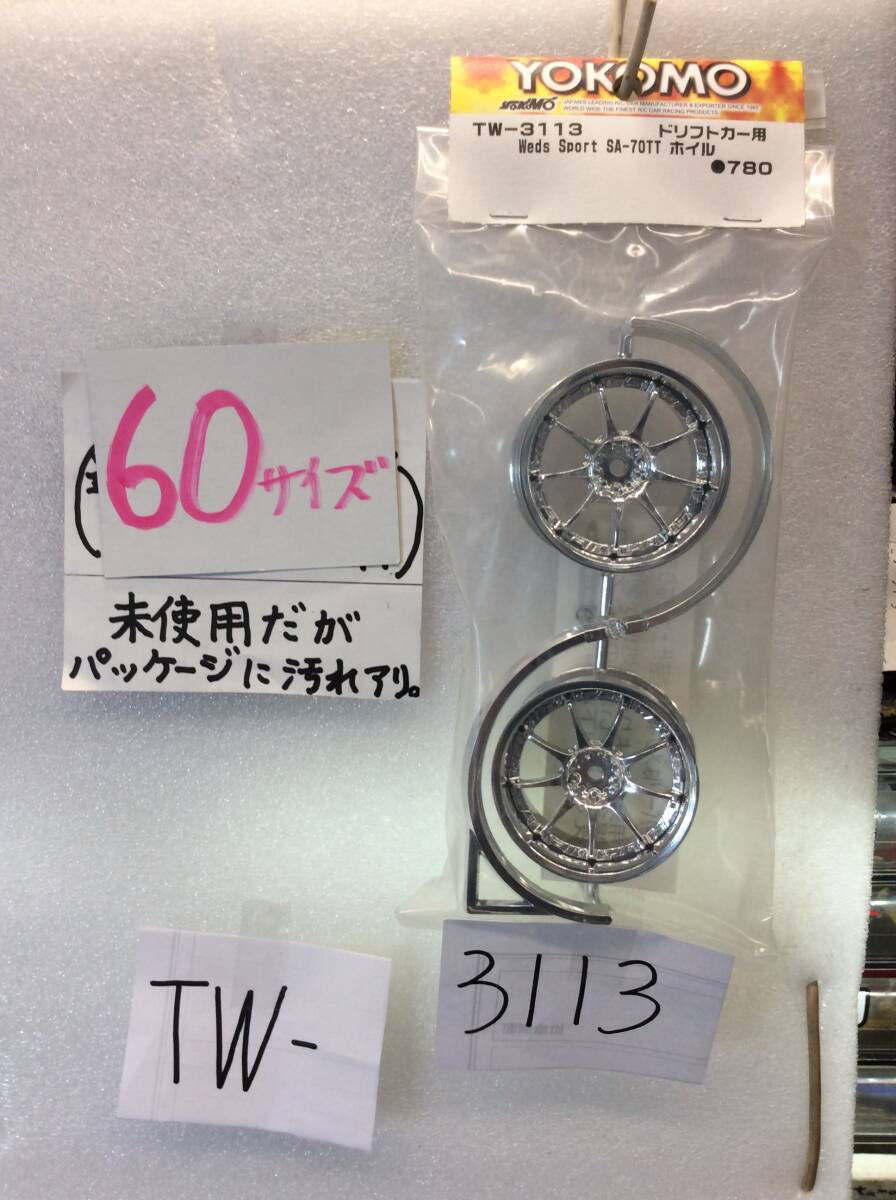 YOKOMO
YOKOMO
JAPAN'S LEADING R/C CAR MANUFACTURER & EXPORTER SINCE
WORLD WIDE THE FINEST R/C CAR RACING PRODUCTS
TW-3113 ドリフトカー用
Weds Sport SA-70TT ホイル
●780
60サイズ
未使用だが
パッケージに汚れアリ。
TW-
3113